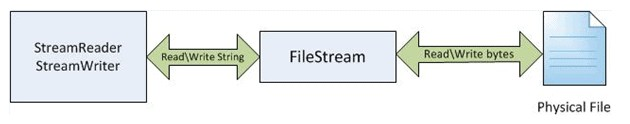 StreamReader
StreamWriter
Read\Write String
FileStream
Read\Write bytes
Physical File